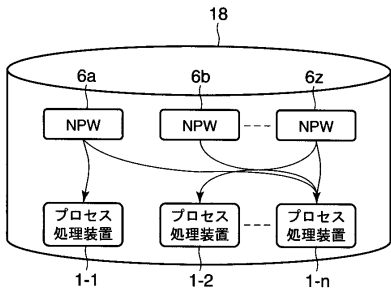 18
6a 6b 6z
NPW NPW NPW
プロセス プロセス プロセス
処理装置 処理装置 処理装置
1-1 1-2 1-n